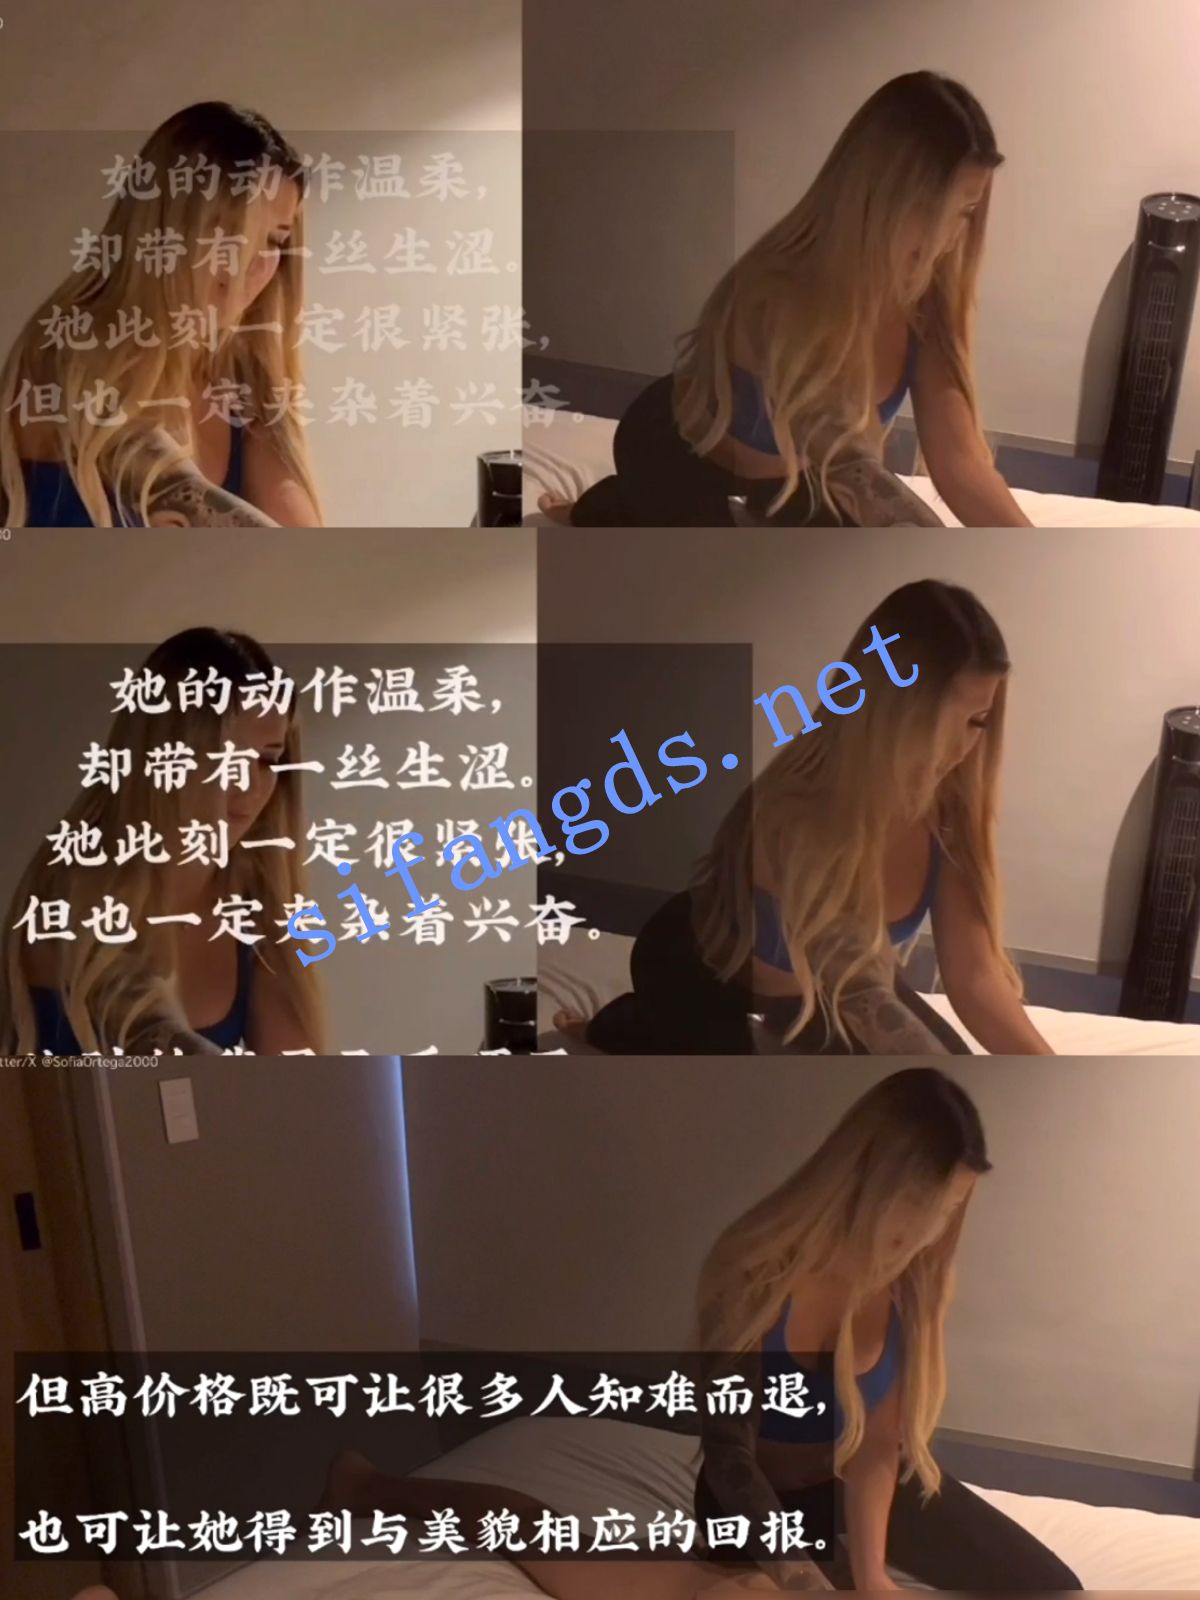 0
她的动作温柔,
却带有一丝生涩。
她此刻一定很紧张,
但也一定夹杂着兴奋。
00
她的动作温柔,
却带有一丝生涩。
她此刻一定很紧张,
但也一定夹杂着兴奋。
sifangds.net
tter/X @SofiaOrtega2000
但高价格既可让很多人知难而退,
也可让她得到与美貌相应的回报。